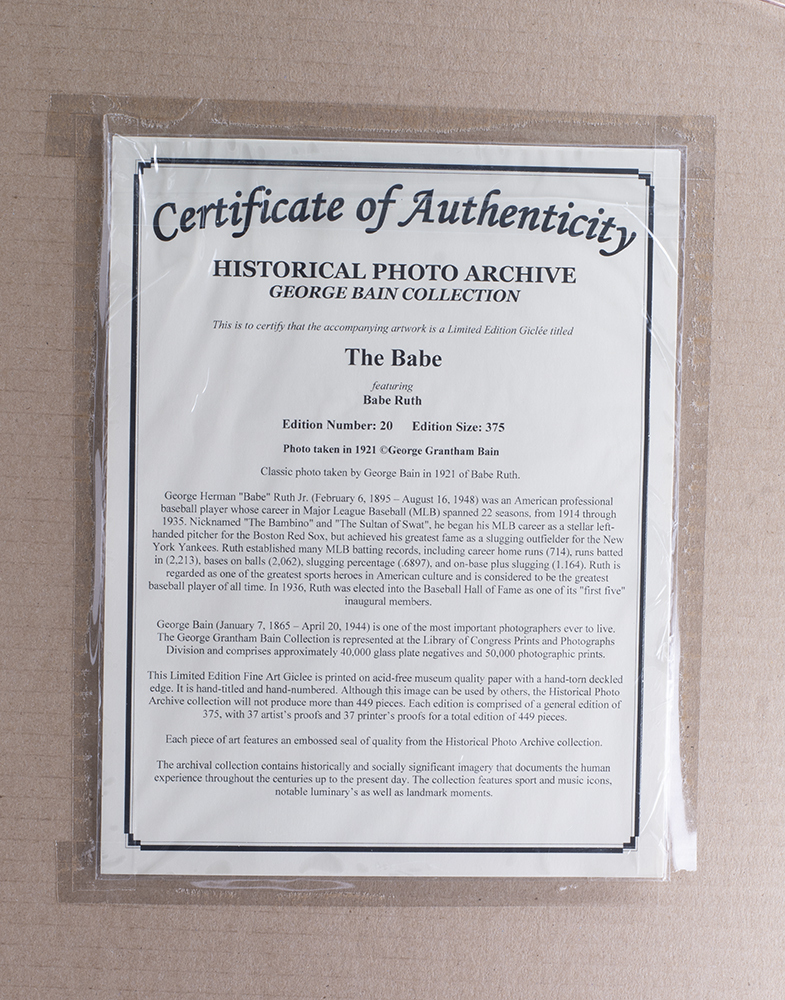 Certificate of Authenticity
HISTORICAL PHOTO ARCHIVE
GEORGE BAIN COLLECTION
This is to certify that the accompanying artwork is a Limited Edition Giclée titled
The Babe
featuring
Babe Ruth
Edition Number: 20 Edition Size: 375
Photo taken in 1921 ©George Grantham Bain
Classic photo taken by George Bain in 1921 of Babe Ruth.
George Herman "Babe" Ruth Jr. (February 6, 1895 – August 16, 1948) was an American professional
baseball player whose career in Major League Baseball (MLB) spanned 22 seasons, from 1914 through
1935. Nicknamed "The Bambino" and "The Sultan of Swat", he began his MLB career as a stellar left-
handed pitcher for the Boston Red Sox, but achieved his greatest fame as a slugging outfielder for the New
York Yankees. Ruth established many MLB batting records, including career home runs (714), runs batted
in (2,213), bases on balls (2,062), slugging percentage (.6897), and on-base plus slugging (1.164). Ruth is
regarded as one of the greatest sports heroes in American culture and is considered to be the greatest
baseball player of all time. In 1936, Ruth was elected into the Baseball Hall of Fame as one of its "first five"
inaugural members.
George Bain (January 7, 1865 – April 20, 1944) is one of the most important photographers ever to live.
The George Grantham Bain Collection is represented at the Library of Congress Prints and Photographs
Division and comprises approximately 40,000 glass plate negatives and 50,000 photographic prints.
This Limited Edition Fine Art Giclee is printed on acid-free museum quality paper with a hand-torn deckled
edge. It is hand-titled and hand-numbered. Although this image can be used by others, the Historical Photo
Archive collection will not produce more than 449 pieces. Each edition is comprised of a general edition of
375, with 37 artist's proofs and 37 printer's proofs for a total edition of 449 pieces.
Each piece of art features an embossed seal of quality from the Historical Photo Archive collection.
The archival collection contains historically and socially significant imagery that documents the human
experience throughout the centuries up to the present day. The collection features sport and music icons,
notable luminary's as well as landmark moments.